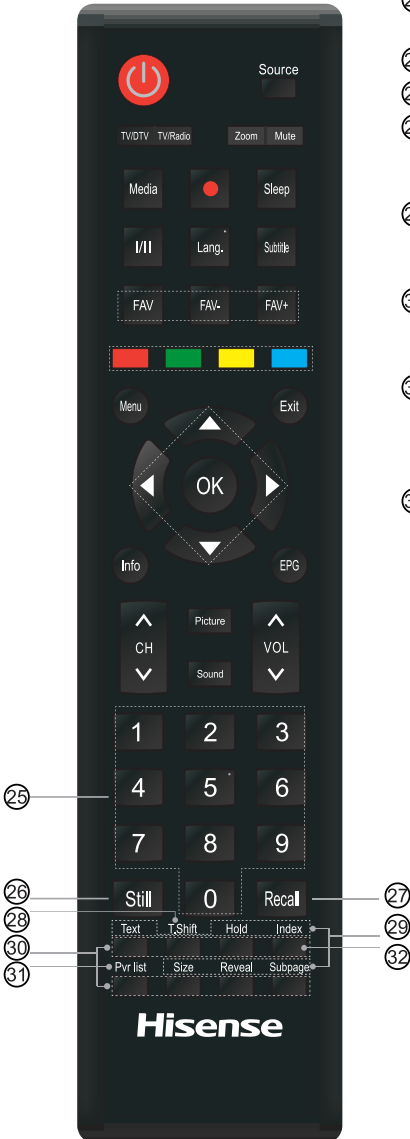 Source
TV/DTV TV/Radio Zoom Mute
Media Sleep
I/II Lang. Subtitle
FAV FAV- FAV+
Menu Exit
OK
Info EPG
CH Picture VOL
Sound
1 2 3
4 5 6
25
7 8 9
26 Still 0 Recall 27
28 Text T.Shift Hold Index 29
30 32
31 Pvr list Size Reveal Subpage
Hisense